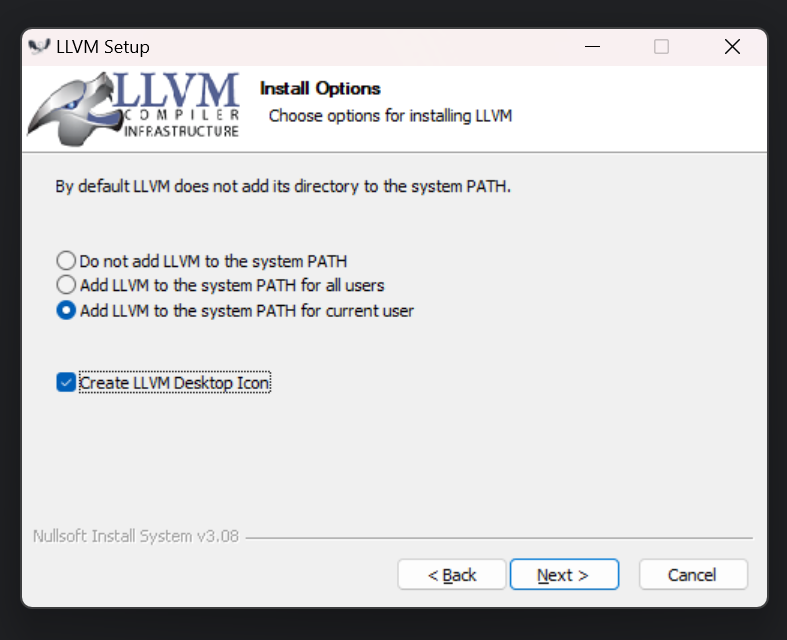 LLVM Setup
LLVM
COMPILER
INFRASTRUCTURE
Install Options
Choose options for installing LLVM
By default LLVM does not add its directory to the system PATH.
Do not add LLVM to the system PATH
Add LLVM to the system PATH for all users
Add LLVM to the system PATH for current user
Create LLVM Desktop Icon
Nullsoft Install System v3.08
< Back Next > Cancel